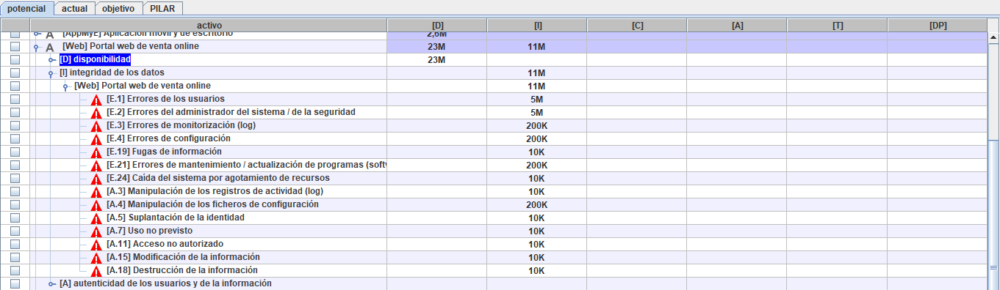 potencial actual objetivo PILAR
activo [D] [I] [C] [A] [T] [DP]
[AppMyE] Aplicación móvil y de escritorio 2,6M
[Web] Portal web de venta online 23M 11M
[D] disponibilidad 23M
[I] integridad de los datos 11M
[Web] Portal web de venta online 11M
[E.1] Errores de los usuarios 5M
[E.2] Errores del administrador del sistema / de la seguridad 5M
[E.3] Errores de monitorización (log) 200K
[E.4] Errores de configuración 200K
[E.19] Fugas de información 10K
[E.21] Errores de mantenimiento / actualización de programas (softw 200K
[E.24] Caída del sistema por agotamiento de recursos 10K
[A.3] Manipulación de los registros de actividad (log) 10K
[A.4] Manipulación de los ficheros de configuración 200K
[A.5] Suplantación de la identidad 10K
[A.7] Uso no previsto 10K
[A.11] Acceso no autorizado 10K
[A.15] Modificación de la información 10K
[A.18] Destrucción de la información 10K
[A] autenticidad de los usuarios y de la información